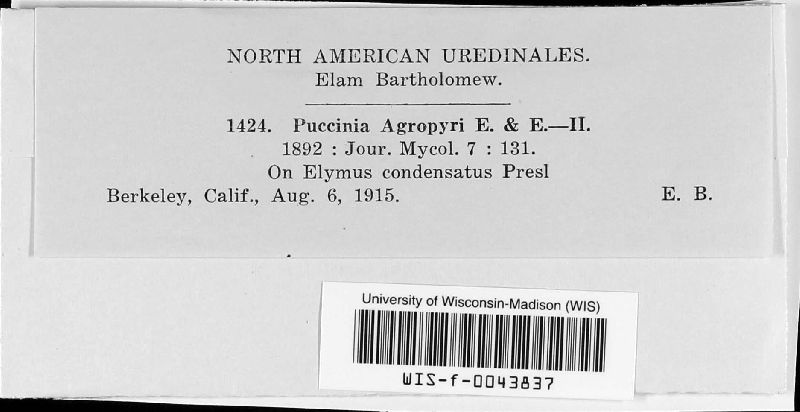 NORTH AMERICAN UREDINALES.
Elam Bartholomew.
1424. Puccinia Agropyri E. & E.—II.
1892 : Jour. Mycol. 7 : 131.
On Elymus condensatus Presl
Berkeley, Calif., Aug. 6, 1915. E. B.
University of Wisconsin-Madison (WIS)
WIS-f-0043837